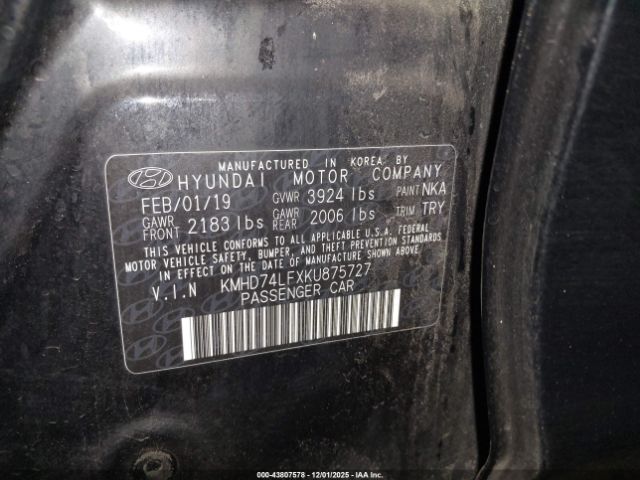 MANUFACTURED IN KOREA BY
HYUNDAI MOTOR COMPANY
FEB/01/19 GVWR 3924 lbs PAINT NKA
GAWR FRONT 2183 lbs GAWR REAR 2006 lbs TRIM TRY
THIS VEHICLE CONFORMS TO ALL APPLICABLE U.S.A. FEDERAL
MOTOR VEHICLE SAFETY, BUMPER, AND THEFT PREVENTION
STANDARDS IN EFFECT ON THE DATE OF MANUFACTURE SHOWN ABOVE.
V.I.N KMHD74LFXKU875727
PASSENGER CAR
000-43807578 - 12/01/2025 - IAA Inc.